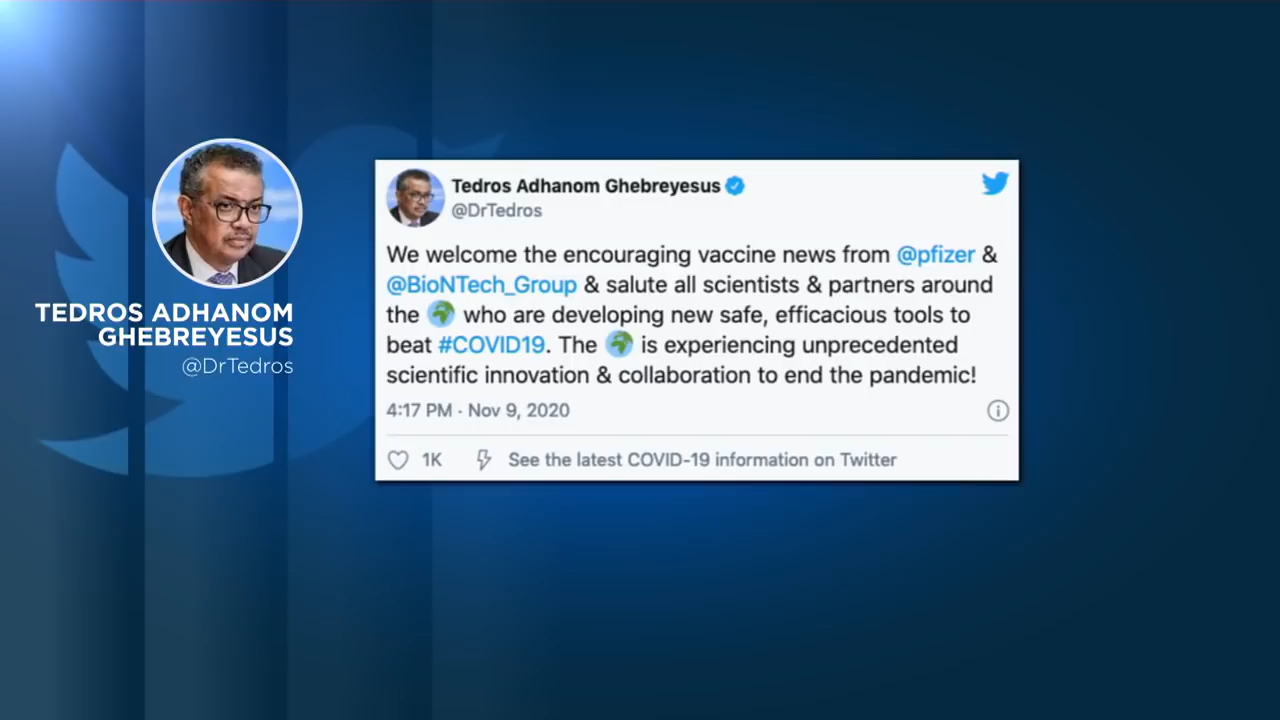 TEDROS ADHANOM
GHEBREYESUS
@DrTedros
Tedros Adhanom Ghebreyesus
@DrTedros
We welcome the encouraging vaccine news from @pfizer &
@BioNTech_Group & salute all scientists & partners around
the 🌍 who are developing new safe, efficacious tools to
beat #COVID19. The 🌍 is experiencing unprecedented
scientific innovation & collaboration to end the pandemic!
4:17 PM · Nov 9, 2020
1K See the latest COVID-19 information on Twitter